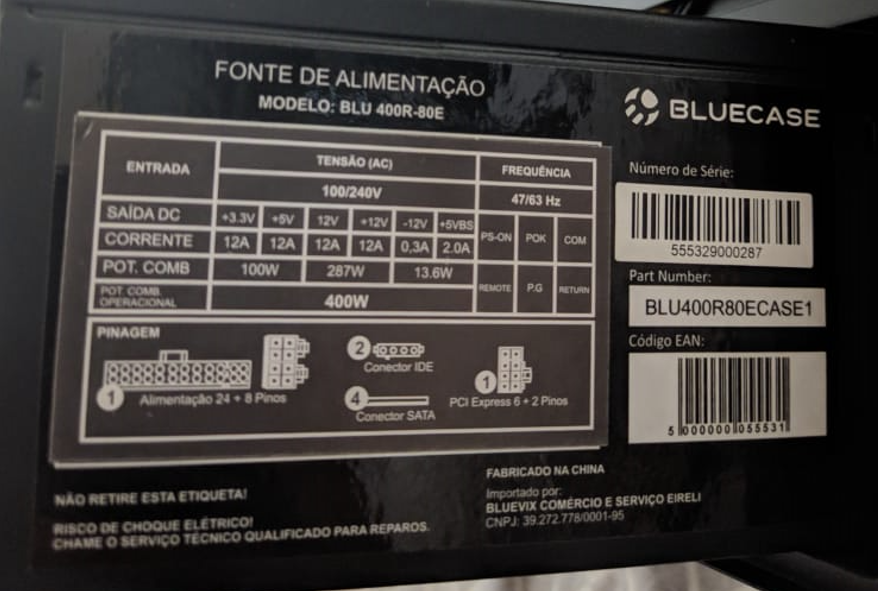 FONTE DE ALIMENTAÇÃO
MODELO: BLU 400R-80E
ENTRADA TENSÃO (AC) FREQUÊNCIA
100/240V 47/63 Hz
SAÍDA DC +3.3V +5V 12V +12V -12V +5VBS PS-ON POK COM
CORRENTE 12A 12A 12A 12A 0,3A 2.0A
POT. COMB 100W 287W 13.6W REMOTE P.G RETURN
POT. COMB. OPERACIONAL 400W
PINAGEM
1 Alimentação 24 + 8 Pinos
2 Conector IDE
4 Conector SATA
1 PCI Express 6 + 2 Pinos
NÃO RETIRE ESTA ETIQUETA!
RISCO DE CHOQUE ELÉTRICO!
CHAME O SERVIÇO TÉCNICO QUALIFICADO PARA REPAROS.
FABRICADO NA CHINA
Importado por:
BLUEVIX COMÉRCIO E SERVIÇO EIRELI
CNPJ: 39.272.778/0001-95
BLUECASE
Número de Série:
555329000287
Part Number:
BLU400R80ECASE1
Código EAN:
5 000000 055531